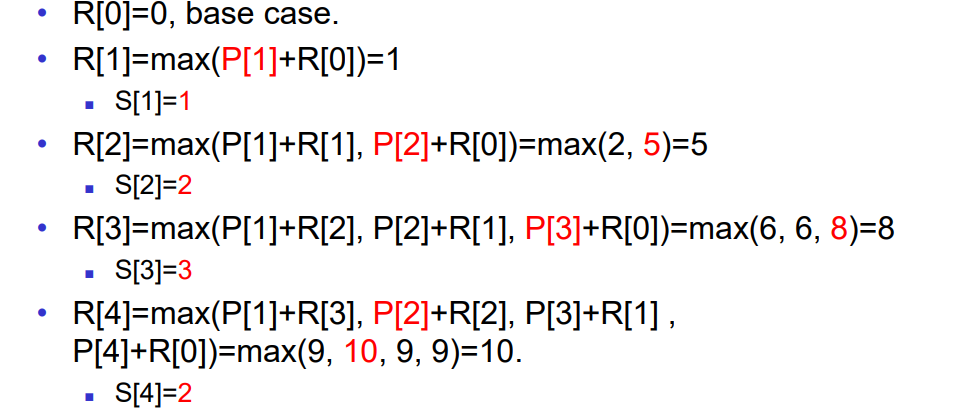 • R[0]=0, base case.
• R[1]=max(P[1]+R[0])=1
▪ S[1]=1
• R[2]=max(P[1]+R[1], P[2]+R[0])=max(2, 5)=5
▪ S[2]=2
• R[3]=max(P[1]+R[2], P[2]+R[1], P[3]+R[0])=max(6, 6, 8)=8
▪ S[3]=3
• R[4]=max(P[1]+R[3], P[2]+R[2], P[3]+R[1] ,
P[4]+R[0])=max(9, 10, 9, 9)=10.
▪ S[4]=2